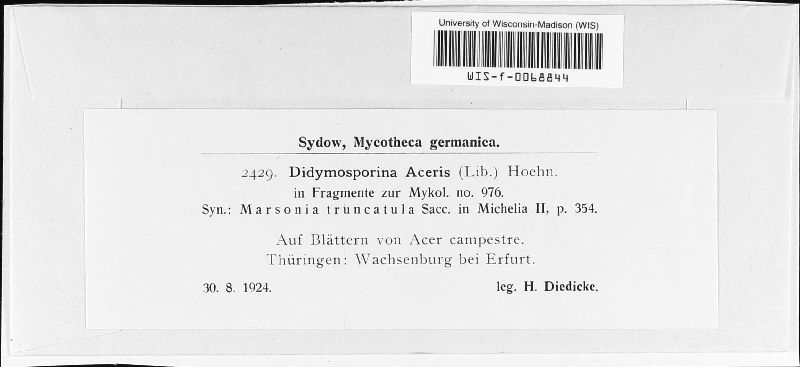 University of Wisconsin-Madison (WIS)
WIS-f-0068844
Sydow, Mycotheca germanica.
2429. Didymosporina Aceris (Lib.) Hoehn.
in Fragmente zur Mykol. no. 976.
Syn.: Marsonia truncatula Sacc. in Michelia II, p. 354.
Auf Blättern von Acer campestre.
Thüringen: Wachsenburg bei Erfurt.
30. 8. 1924. leg. H. Diedicke.